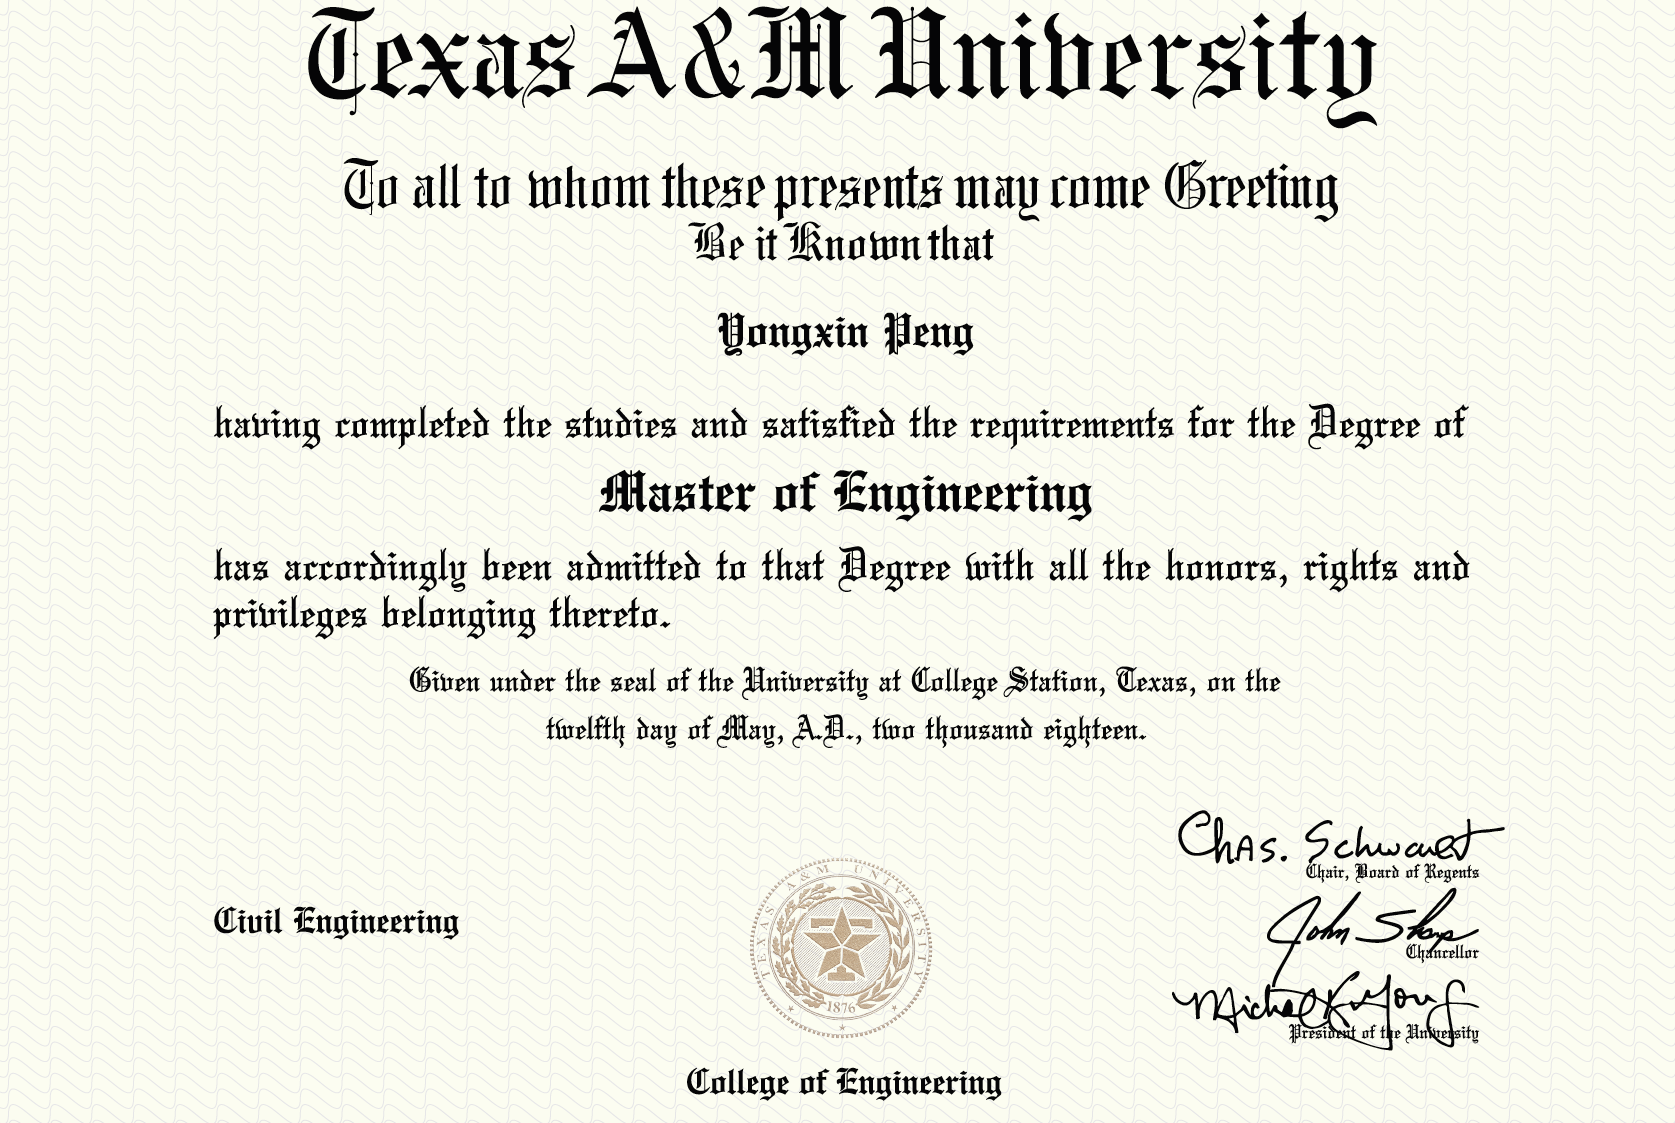 Texas A&M University
To all to whom these presents may come Greeting
Be it Known that
Yongxin Peng
having completed the studies and satisfied the requirements for the Degree of
Master of Engineering
has accordingly been admitted to that Degree with all the honors, rights and
privileges belonging thereto.
Given under the seal of the University at College Station, Texas, on the
twelfth day of May, A.D., two thousand eighteen.
Chas. Schwartz
Chair, Board of Regents
John Sharp
Chancellor
Michael K. Young
President of the University
Civil Engineering
TEXAS A & M UNIVERSITY
1876
College of Engineering